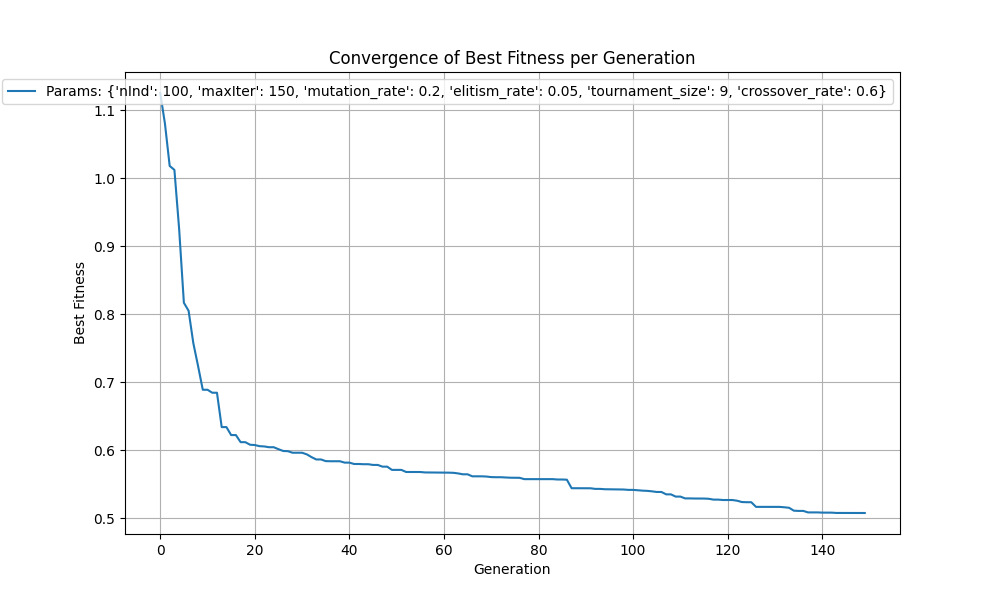 Convergence of Best Fitness per Generation
Params: {'nInd': 100, 'maxIter': 150, 'mutation_rate': 0.2, 'elitism_rate': 0.05, 'tournament_size': 9, 'crossover_rate': 0.6}
1.1
1.0
0.9
0.8
0.7
0.6
0.5
Best Fitness
0 20 40 60 80 100 120 140
Generation